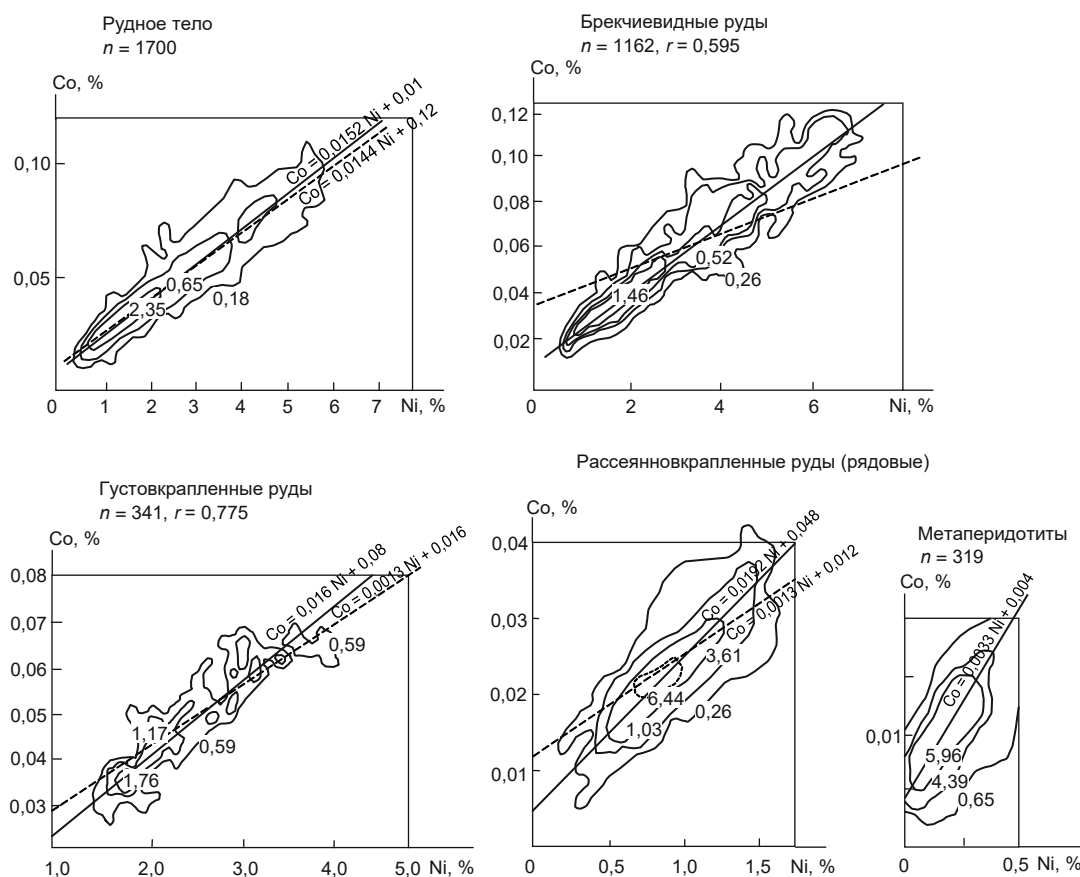 Рудное тело
n = 1700
Co, %
0,10
0,05
Co = 0,0152 Ni + 0,01
Co = 0,0144 Ni + 0,12
0,65
2,35
0,18
0 1 2 3 4 5 6 7 Ni, %
Брекчиевидные руды
n = 1162, r = 0,595
Co, %
0,12
0,10
0,08
0,06
0,04
0,02
0,52
0,26
1,46
0 2 4 6 Ni, %
Густовкрапленные руды
n = 341, r = 0,775
Co, %
0,08
0,07
0,06
0,05
0,04
0,03
Co = 0,016 Ni + 0,08
Co = 0,0013 Ni + 0,016
0,59
1,17
0,59
1,76
1,0 2,0 3,0 4,0 5,0 Ni, %
Рассеянновкрапленные руды (рядовые)
Co, %
0,04
0,03
0,02
0,01
Co = 0,0192 Ni + 0,048
Co = 0,0013 Ni + 0,012
3,61
6,44
0,26
1,03
0 0,5 1,0 1,5 Ni, %
Метаперидотиты
n = 319
Co, %
0,01
Co = 0,0033 Ni + 0,004
5,96
4,39
0,65
0 0,5 Ni, %